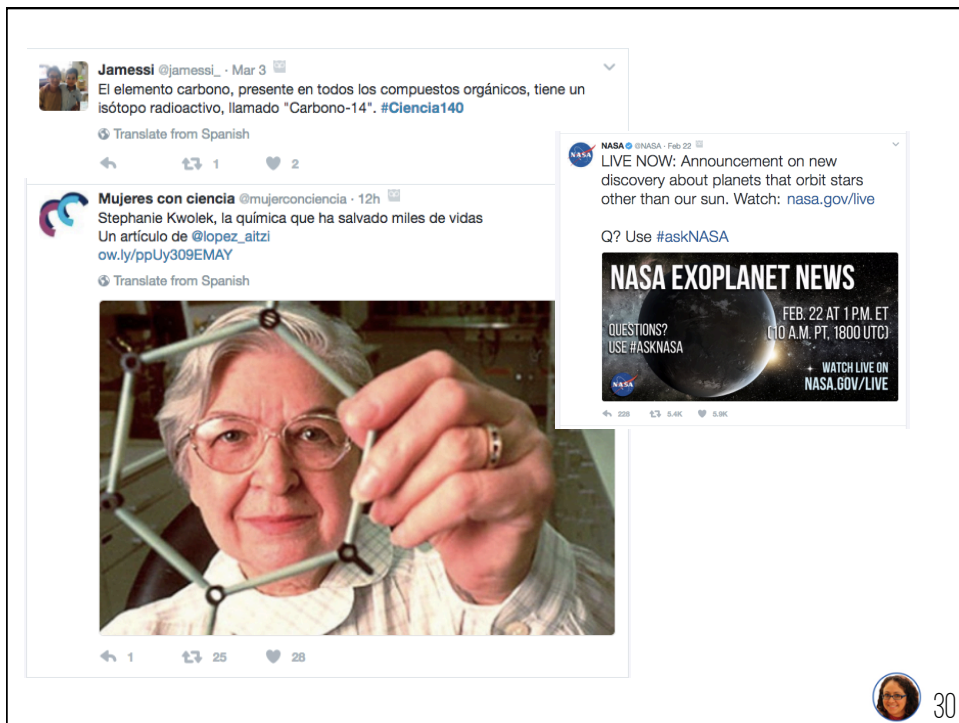 Jamessi @jamessi_ · Mar 3
El elemento carbono, presente en todos los compuestos orgánicos, tiene un
isótopo radioactivo, llamado "Carbono-14". #Ciencia140
Translate from Spanish
1 2
Mujeres con ciencia @mujerconciencia · 12h
Stephanie Kwolek, la química que ha salvado miles de vidas
Un artículo de @lopez_aitzi
ow.ly/ppUy309EMAY
Translate from Spanish
1 25 28
NASA @NASA · Feb 22
LIVE NOW: Announcement on new
discovery about planets that orbit stars
other than our sun. Watch: nasa.gov/live
Q? Use #askNASA
NASA EXOPLANET NEWS
FEB. 22 AT 1 P.M. ET
(10 A.M. PT, 1800 UTC)
QUESTIONS?
USE #ASKNASA
WATCH LIVE ON
NASA.GOV/LIVE
NASA
228 5.4K 5.9K
NASA
30